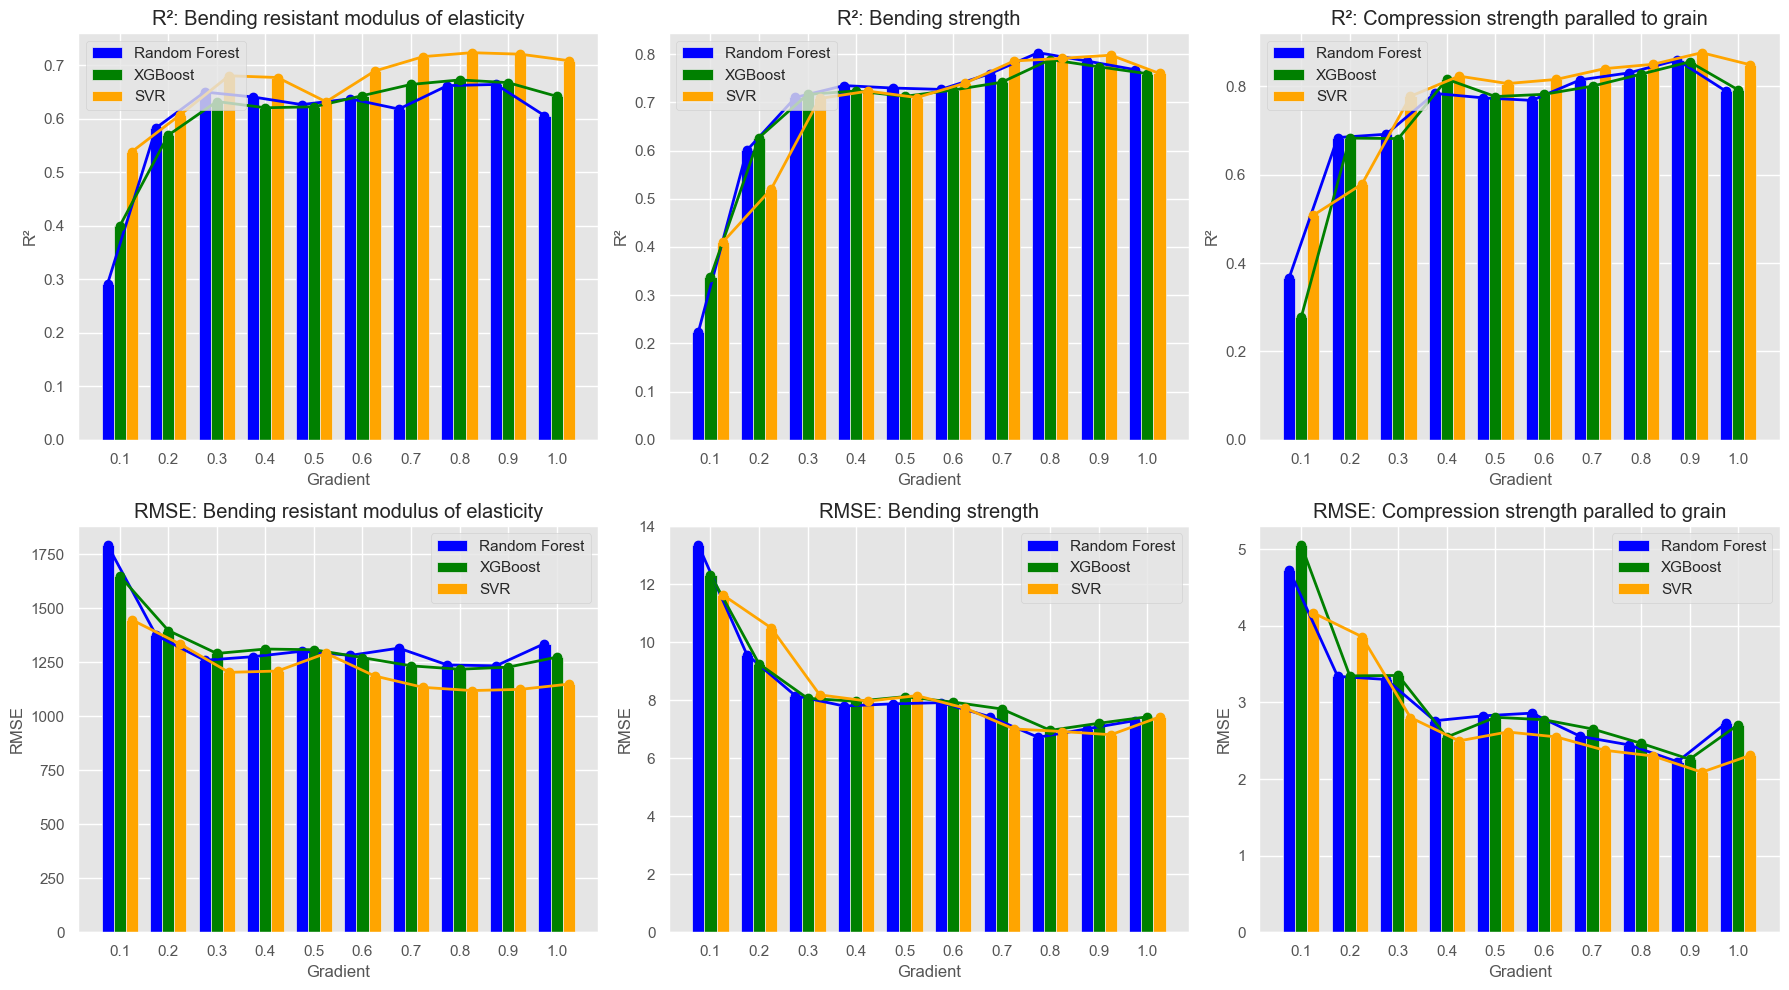 R²: Bending resistant modulus of elasticity
Random Forest
XGBoost
SVR
R²
0.7
0.6
0.5
0.4
0.3
0.2
0.1
0.0
0.1 0.2 0.3 0.4 0.5 0.6 0.7 0.8 0.9 1.0
Gradient
R²: Bending strength
Random Forest
XGBoost
SVR
R²
0.8
0.7
0.6
0.5
0.4
0.3
0.2
0.1
0.0
0.1 0.2 0.3 0.4 0.5 0.6 0.7 0.8 0.9 1.0
Gradient
R²: Compression strength paralled to grain
Random Forest
XGBoost
SVR
R²
0.8
0.6
0.4
0.2
0.0
0.1 0.2 0.3 0.4 0.5 0.6 0.7 0.8 0.9 1.0
Gradient
RMSE: Bending resistant modulus of elasticity
Random Forest
XGBoost
SVR
RMSE
1750
1500
1250
1000
750
500
250
0
0.1 0.2 0.3 0.4 0.5 0.6 0.7 0.8 0.9 1.0
Gradient
RMSE: Bending strength
Random Forest
XGBoost
SVR
RMSE
14
12
10
8
6
4
2
0
0.1 0.2 0.3 0.4 0.5 0.6 0.7 0.8 0.9 1.0
Gradient
RMSE: Compression strength paralled to grain
Random Forest
XGBoost
SVR
RMSE
5
4
3
2
1
0
0.1 0.2 0.3 0.4 0.5 0.6 0.7 0.8 0.9 1.0
Gradient